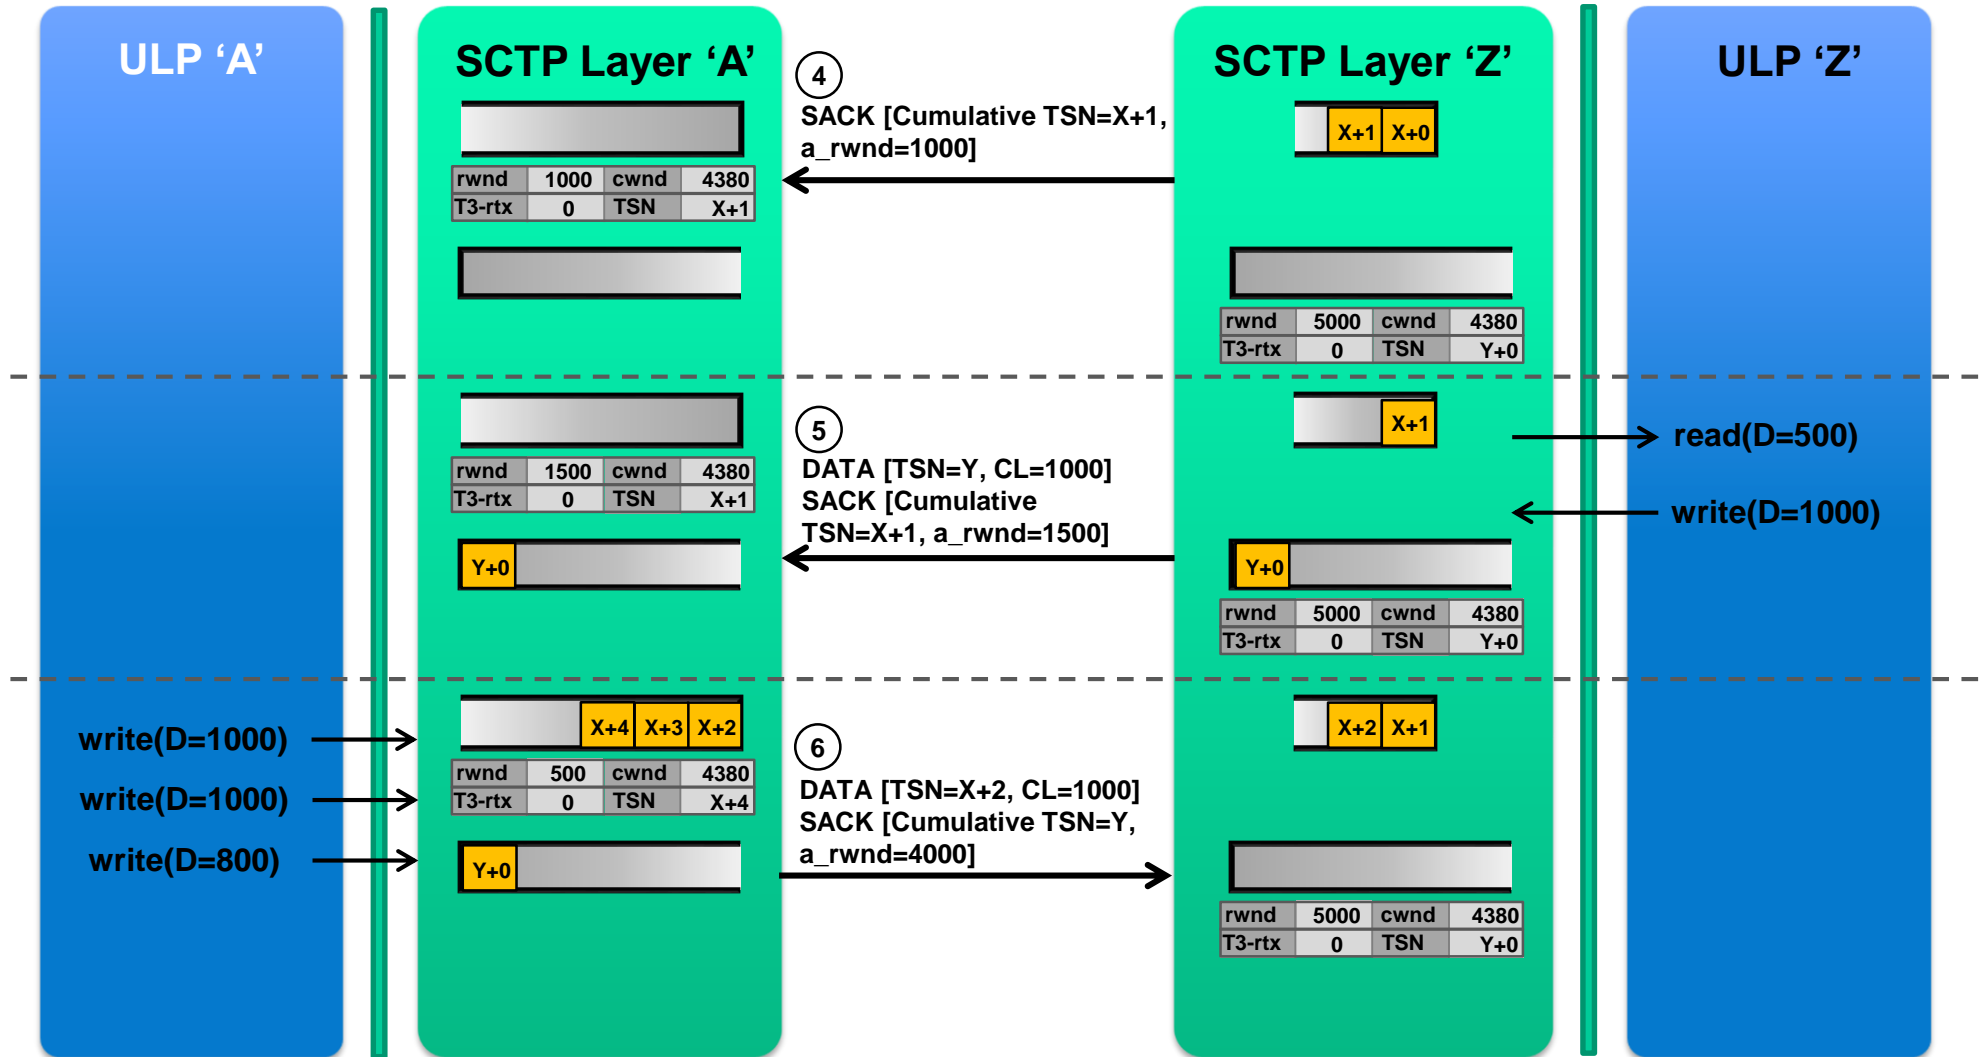 ULP ‘A’
SCTP Layer ‘A’
SCTP Layer ‘Z’
ULP ‘Z’
4
SACK [Cumulative TSN=X+1,
a_rwnd=1000]
X+1 X+0
rwnd 1000 cwnd 4380
T3-rtx 0 TSN X+1
rwnd 5000 cwnd 4380
T3-rtx 0 TSN Y+0
5
DATA [TSN=Y, CL=1000]
SACK [Cumulative
TSN=X+1, a_rwnd=1500]
X+1
read(D=500)
write(D=1000)
rwnd 1500 cwnd 4380
T3-rtx 0 TSN X+1
Y+0
Y+0
rwnd 5000 cwnd 4380
T3-rtx 0 TSN Y+0
write(D=1000)
write(D=1000)
write(D=800)
X+4 X+3 X+2
rwnd 500 cwnd 4380
T3-rtx 0 TSN X+4
Y+0
6
DATA [TSN=X+2, CL=1000]
SACK [Cumulative TSN=Y,
a_rwnd=4000]
X+2 X+1
rwnd 5000 cwnd 4380
T3-rtx 0 TSN Y+0